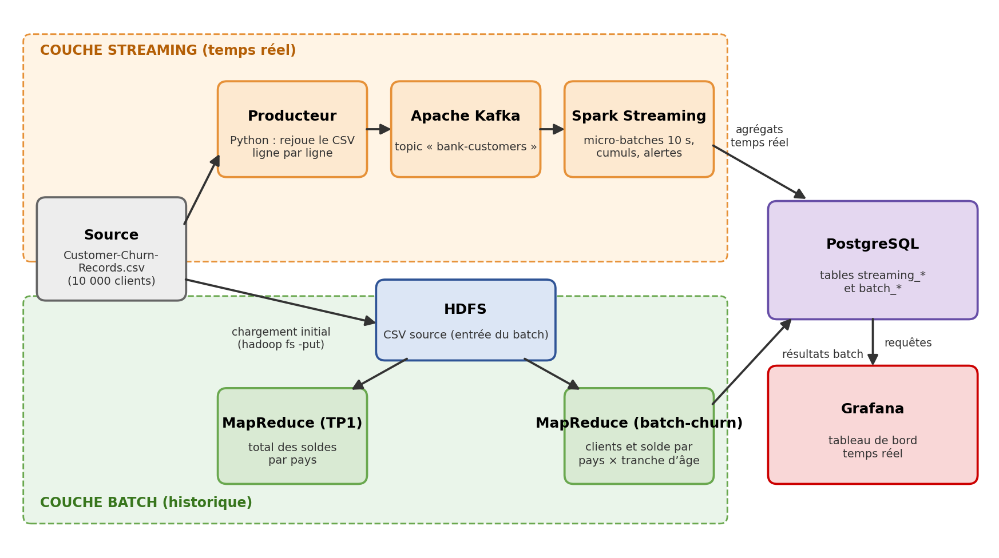 COUCHE STREAMING (temps réel)
Producteur
Python : rejoue le CSV
ligne par ligne
Apache Kafka
topic « bank-customers »
Spark Streaming
micro-batches 10 s,
cumuls, alertes
agrégats
temps réel
Source
Customer-Churn-
Records.csv
(10 000 clients)
PostgreSQL
tables streaming_*
et batch_*
HDFS
CSV source (entrée du batch)
chargement initial
(hadoop fs -put)
résultats batch
requêtes
MapReduce (TP1)
total des soldes
par pays
MapReduce (batch-churn)
clients et solde par
pays × tranche d’âge
Grafana
tableau de bord
temps réel
COUCHE BATCH (historique)